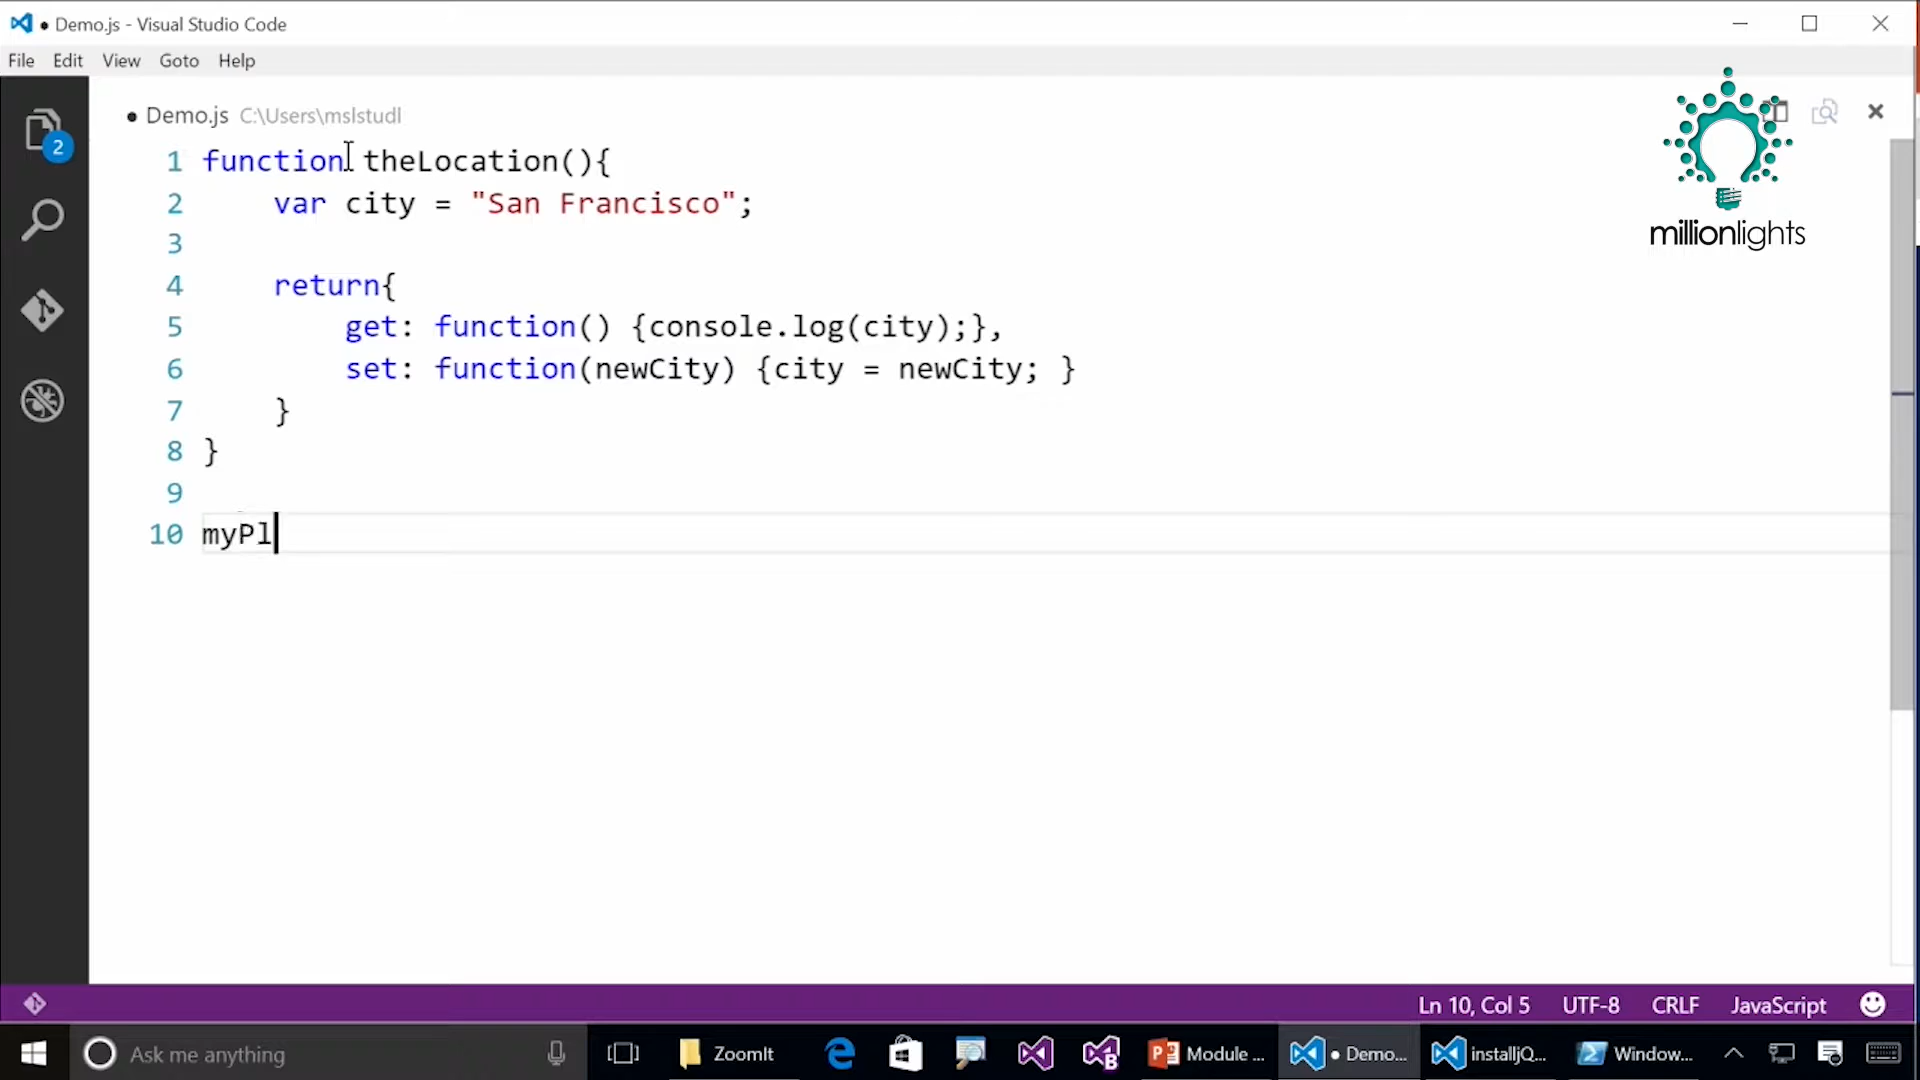 Demo.js - Visual Studio Code
File Edit View Goto Help
millionlights
Demo.js C:\Users\mslstudl
2
1 function theLocation(){
2 var city = "San Francisco";
3
4 return{
5 get: function() {console.log(city);},
6 set: function(newCity) {city = newCity; }
7 }
8 }
9
10 myPl
Ln 10, Col 5 UTF-8 CRLF JavaScript
Ask me anything ZoomIt Module ... Demo... installjQ... Window...